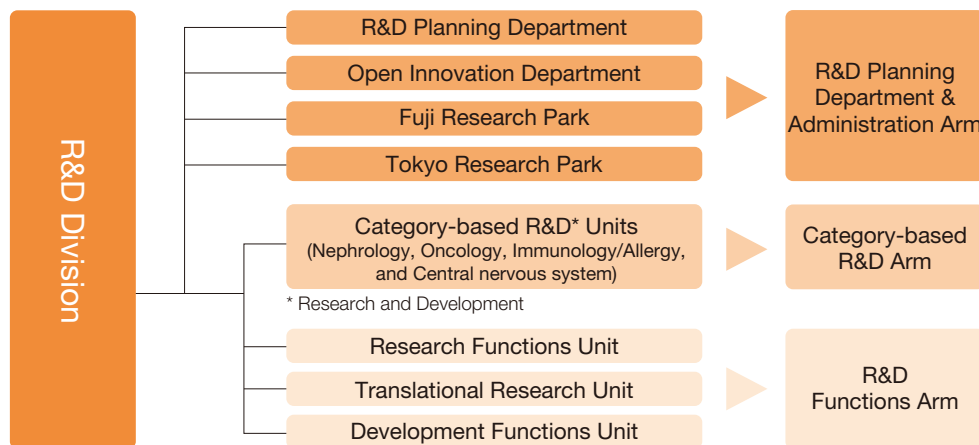 R&D Division
R&D Planning Department
Open Innovation Department
Fuji Research Park
Tokyo Research Park
R&D Planning
Department &
Administration Arm
Category-based R&D* Units
(Nephrology, Oncology, Immunology/Allergy,
and Central nervous system)
* Research and Development
Category-based
R&D Arm
Research Functions Unit
Translational Research Unit
Development Functions Unit
R&D
Functions Arm